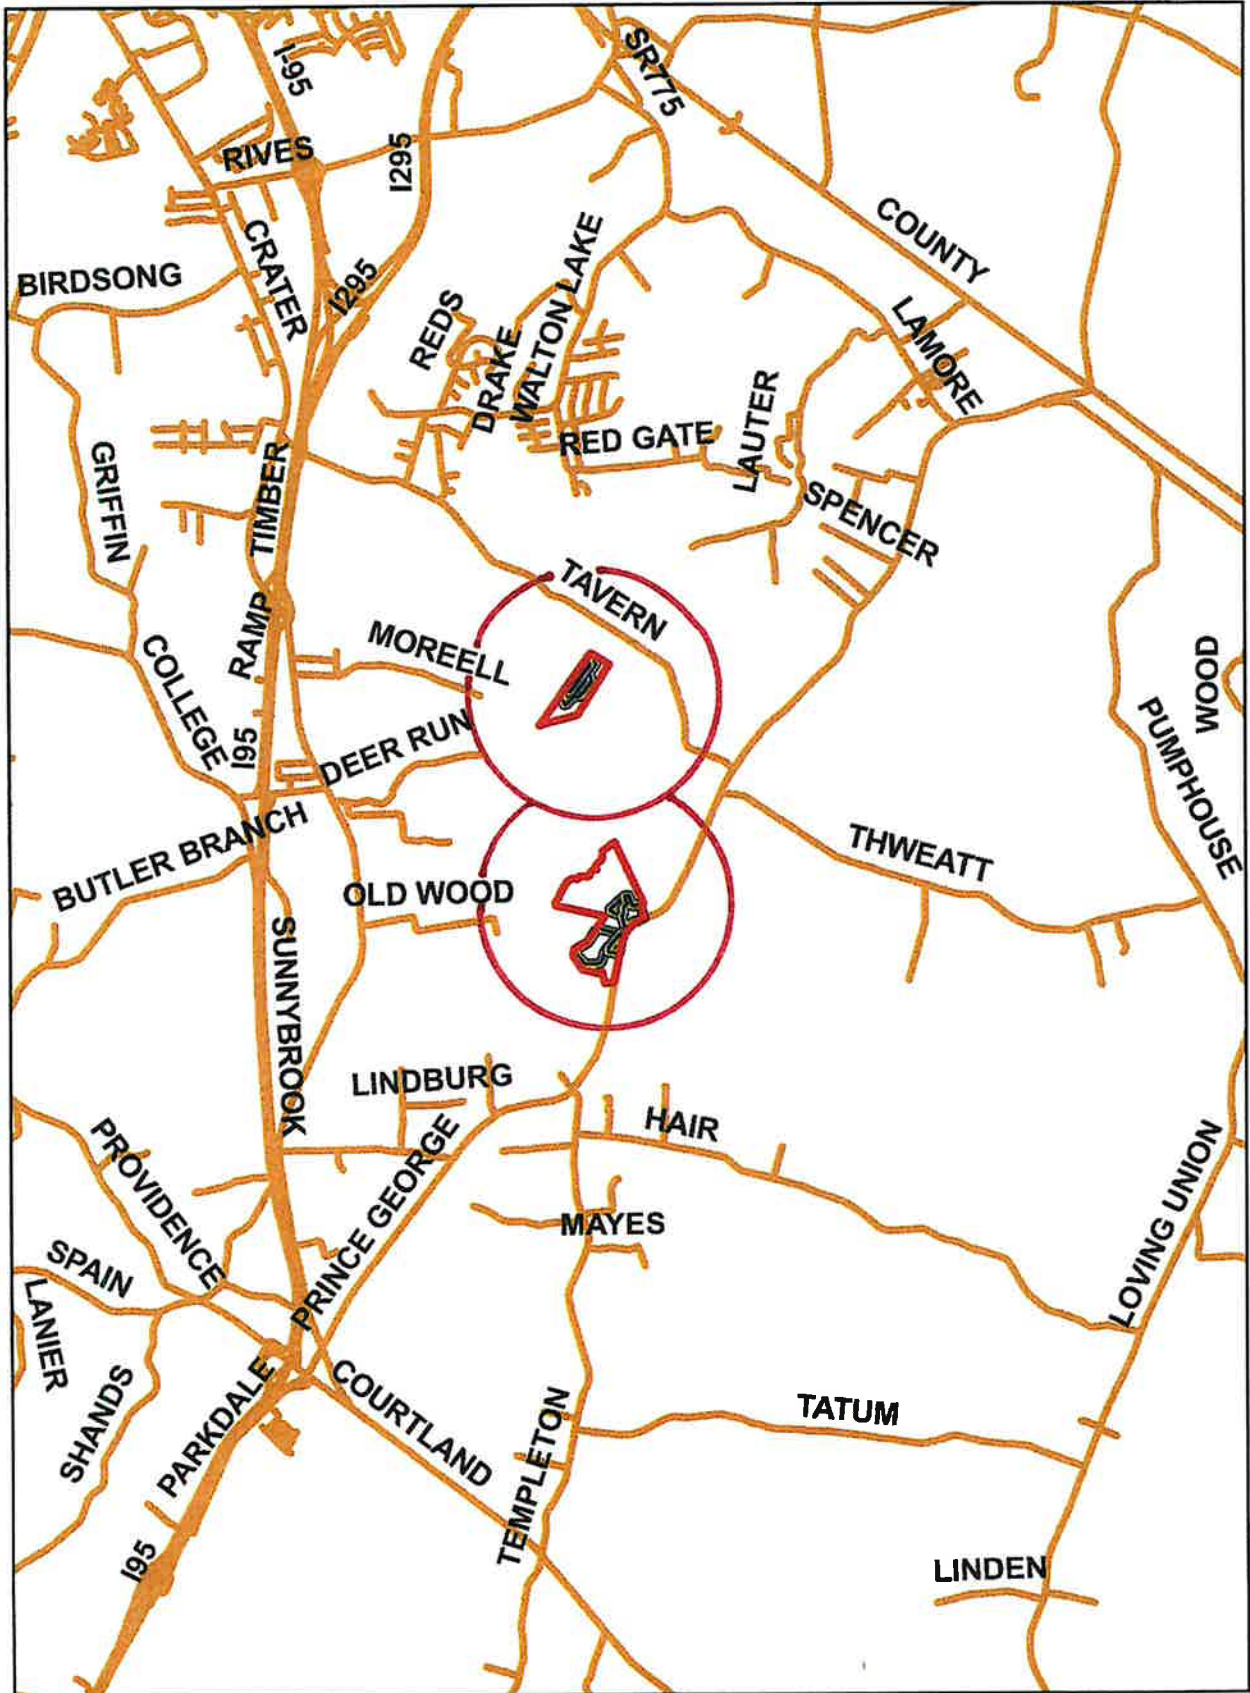 I-95
SR775
RIVES
I295
COUNTY
CRATER
BIRDSONG
I295
WALTON LAKE
REDS
DRAKE
LAMORE
LAUTER
RED GATE
GRIFFIN
TIMBER
SPENCER
TAVERN
RAMP
MOREELL
COLLEGE
WOOD
PUMPHOUSE
I95
DEER RUN
BUTLER BRANCH
THWEATT
OLD WOOD
SUNNYBROOK
LINDBURG
HAIR
PROVIDENCE
PRINCE GEORGE
LOVING UNION
MAYES
SPAIN
LANIER
SHANDS
PARKDALE
COURTLAND
TEMPLETON
TATUM
I95
LINDEN